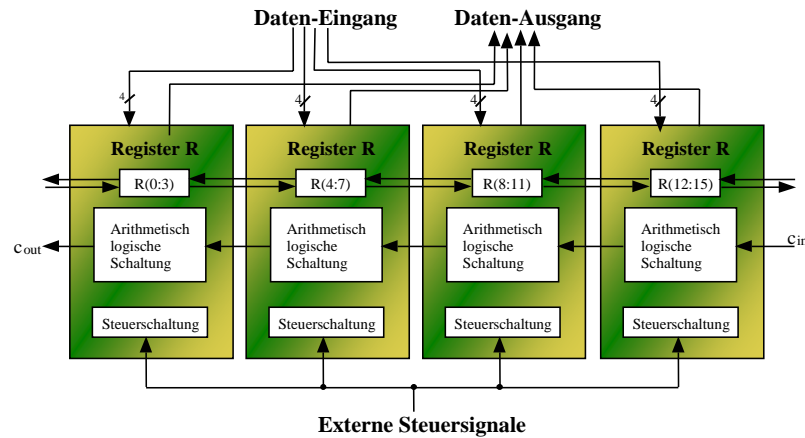 Daten-Eingang
Daten-Ausgang
4
4
4
4
Register R
Register R
Register R
Register R
R(0:3)
R(4:7)
R(8:11)
R(12:15)
Arithmetisch
logische
Schaltung
Arithmetisch
logische
Schaltung
Arithmetisch
logische
Schaltung
Arithmetisch
logische
Schaltung
cout
cin
Steuerschaltung
Steuerschaltung
Steuerschaltung
Steuerschaltung
Externe Steuersignale